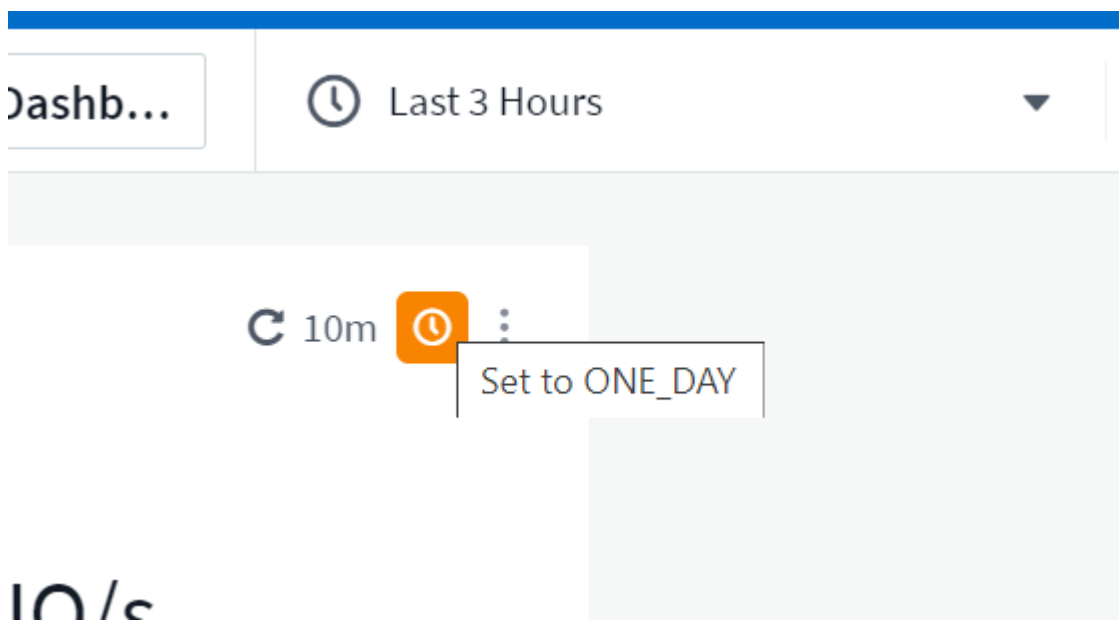 Dashb...
Last 3 Hours
10m
Set to ONE_DAY
IO/s